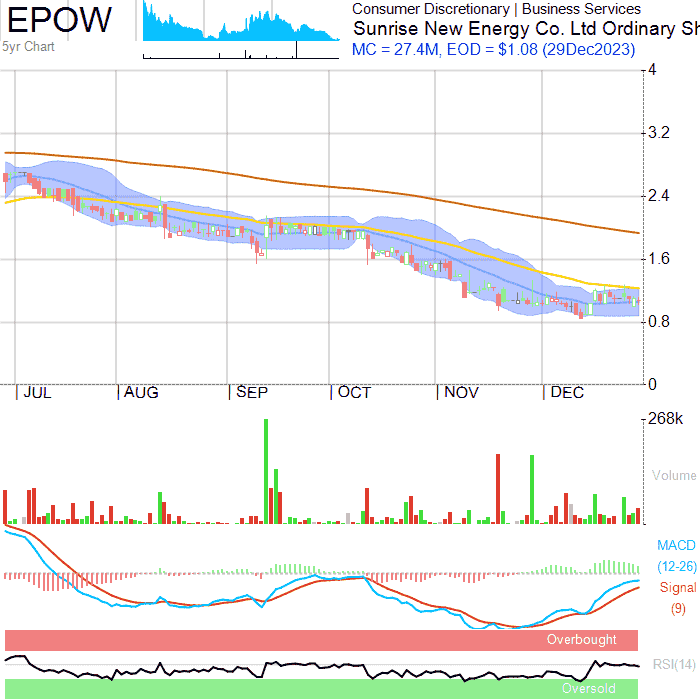 EPOW
5yr Chart
Consumer Discretionary | Business Services
Sunrise New Energy Co. Ltd Ordinary Sh
MC = 27.4M, EOD = $1.08 (29Dec2023)
4
3.2
2.4
1.6
0.8
0
JUL AUG SEP OCT NOV DEC
268k
Volume
MACD
(12-26)
Signal
(9)
Overbought
RSI(14)
Oversold